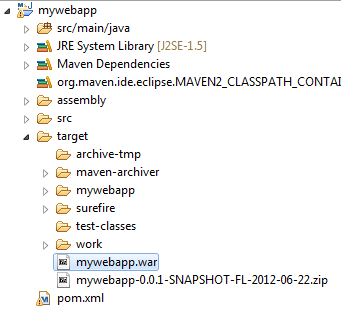 mywebapp
src/main/java
JRE System Library [J2SE-1.5]
Maven Dependencies
org.maven.ide.eclipse.MAVEN2_CLASSPATH_CONTAI
assembly
src
target
archive-tmp
maven-archiver
mywebapp
surefire
test-classes
work
mywebapp.war
mywebapp-0.0.1-SNAPSHOT-FL-2012-06-22.zip
pom.xml